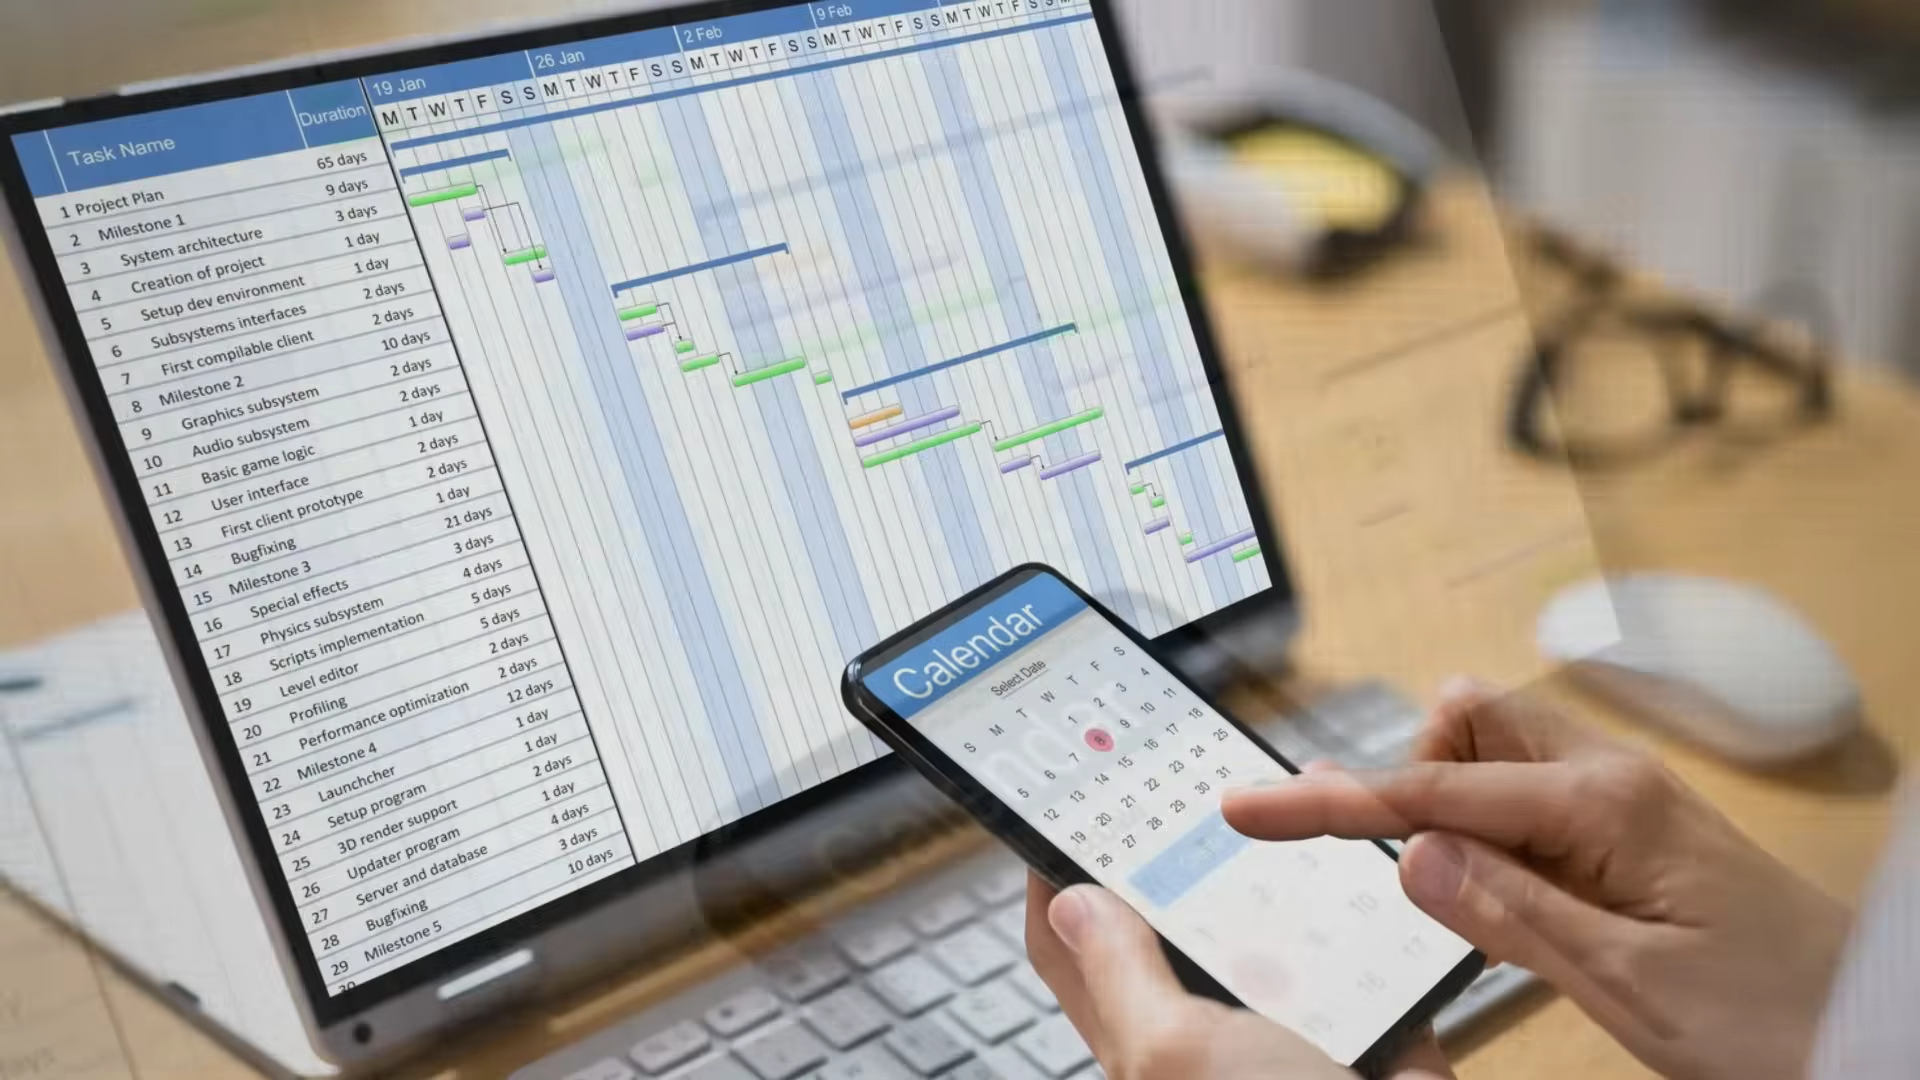 Task Name Duration 19 Jan 26 Jan 2 Feb 9 Feb
M T W T F S S M T W T F S S M T W T F S S M T W T F S S M T W T F S S M
1 Project Plan 65 days
2 Milestone 1 9 days
3 System architecture 3 days
4 Creation of project 1 day
5 Setup dev environment 1 day
6 Subsystems interfaces 2 days
7 First compilable client 2 days
8 Milestone 2 10 days
9 Graphics subsystem 2 days
10 Audio subsystem 2 days
11 Basic game logic 1 day
12 User interface 2 days
13 First client prototype 2 days
14 Bugfixing 1 day
15 Milestone 3 21 days
16 Special effects 3 days
17 Physics subsystem 4 days
18 Scripts implementation 5 days
19 Level editor 5 days
20 Profiling 2 days
21 Performance optimization 2 days
22 Milestone 4 12 days
23 Launchcher 1 day
24 Setup program 1 day
25 3D render support 2 days
26 Updater program 1 day
27 Server and database 4 days
28 Bugfixing 3 days
29 Milestone 5 10 days
30
Calendar
Select Date
S M T W T F S
1 2 3 4
5 6 7 8 9 10 11
12 13 14 15 16 17 18
19 20 21 22 23 24 25
26 27 28 29 30 31